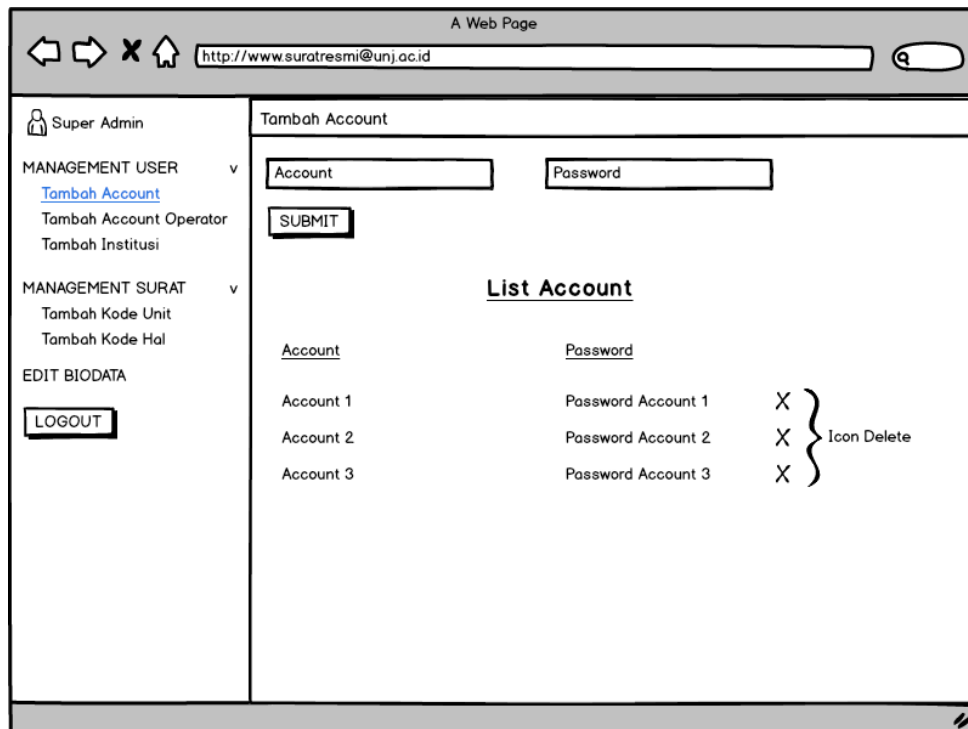 A Web Page
http://www.suratresmi@unj.ac.id
Super Admin
MANAGEMENT USER v
Tambah Account
Tambah Account Operator
Tambah Institusi
MANAGEMENT SURAT v
Tambah Kode Unit
Tambah Kode Hal
EDIT BIODATA
LOGOUT
Tambah Account
Account Password
SUBMIT
List Account
Account Password
Account 1 Password Account 1 X
Account 2 Password Account 2 X Icon Delete
Account 3 Password Account 3 X